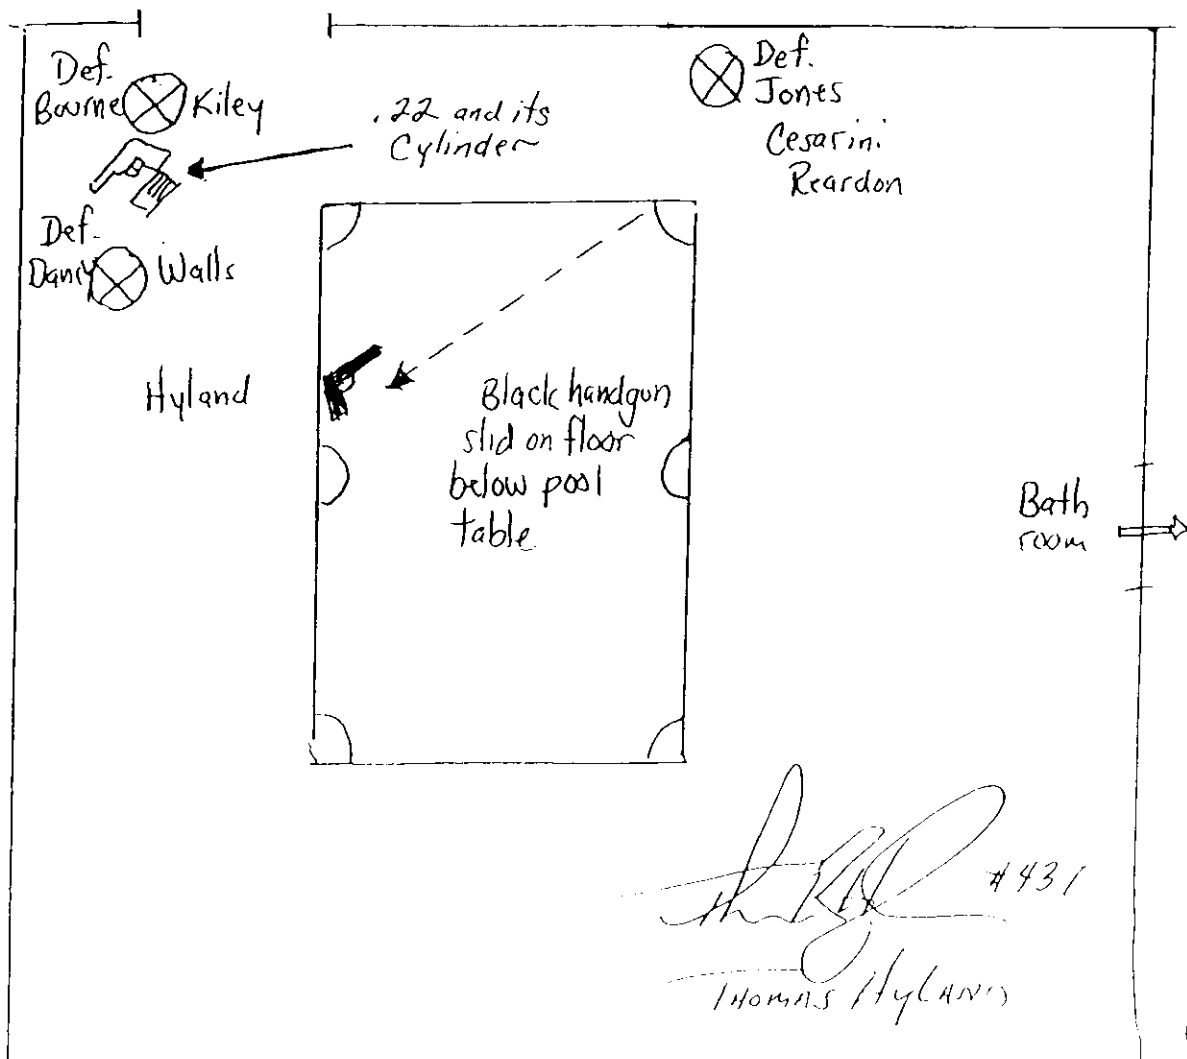 Def.
Bourne Kiley
.22 and its
Cylinder
Def.
Jones
Cesarini
Reardon
Def.
Dancy Walls
Hyland
Black handgun
slid on floor
below pool
table
Bath
room
#431
Thomas Hyland